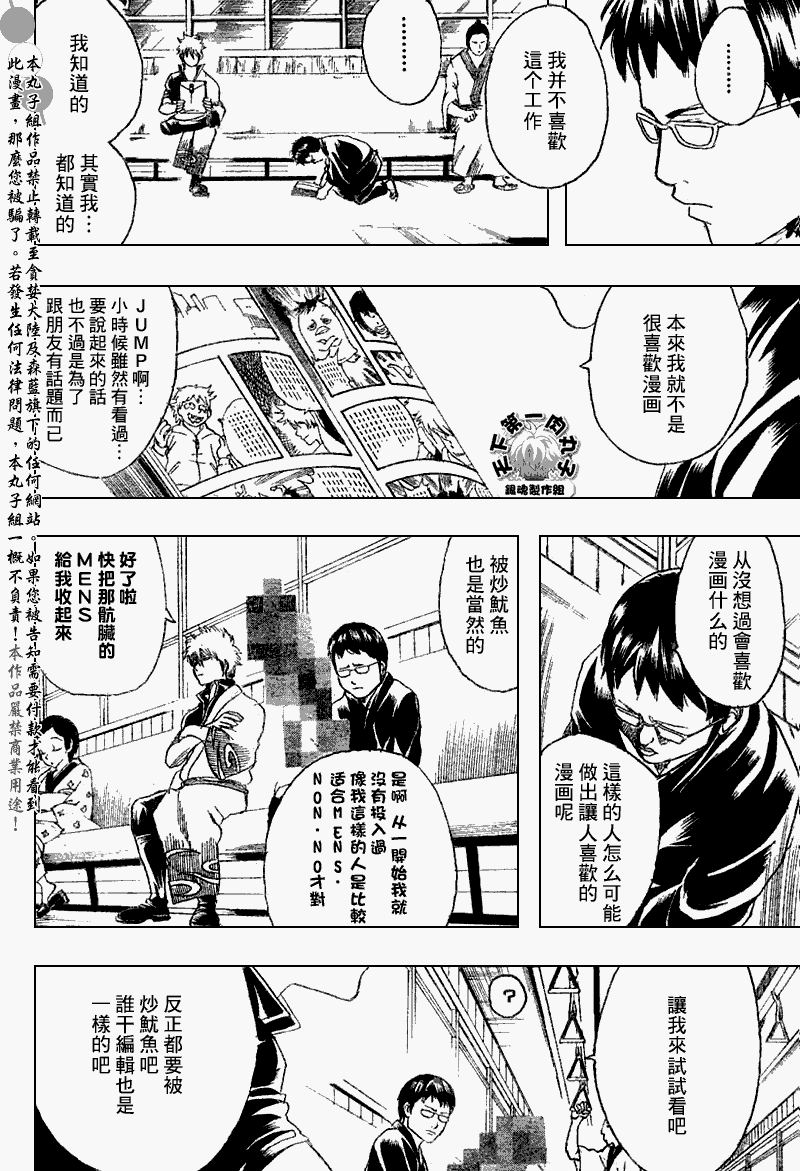 我并不喜歡
這个工作
……
……
我知道的
其實我…
都知道的
本來我就不是
很喜歡漫画
JUMP啊…
小時候雖然有看過…
要說起來的話
也不過是為了
跟朋友有話題而已
天下第一肉丸子
銀魂製作組
从沒想過會喜歡
漫画什么的
這樣的人怎么可能
做出讓人喜歡的
漫画呢
被炒魷魚
也是當然的
是啊 从一開始我就
沒有投入過
像我這樣的人是比較
適合MENS·
NON·NO才對
好了啦
快把那骯臟的
MENS
給我收起來
讓我來試試看吧
?
反正都要被
炒魷魚吧
誰干編輯也是
一樣的吧
本丸子組作品禁止轉載至貪婪大陸及森藍旗下的任何網站。如果您被告知需要付款才能看到
此漫畫，那麼您被騙了。若發生任何法律問題，本丸子組一概不負責！本作品嚴禁商業用途！